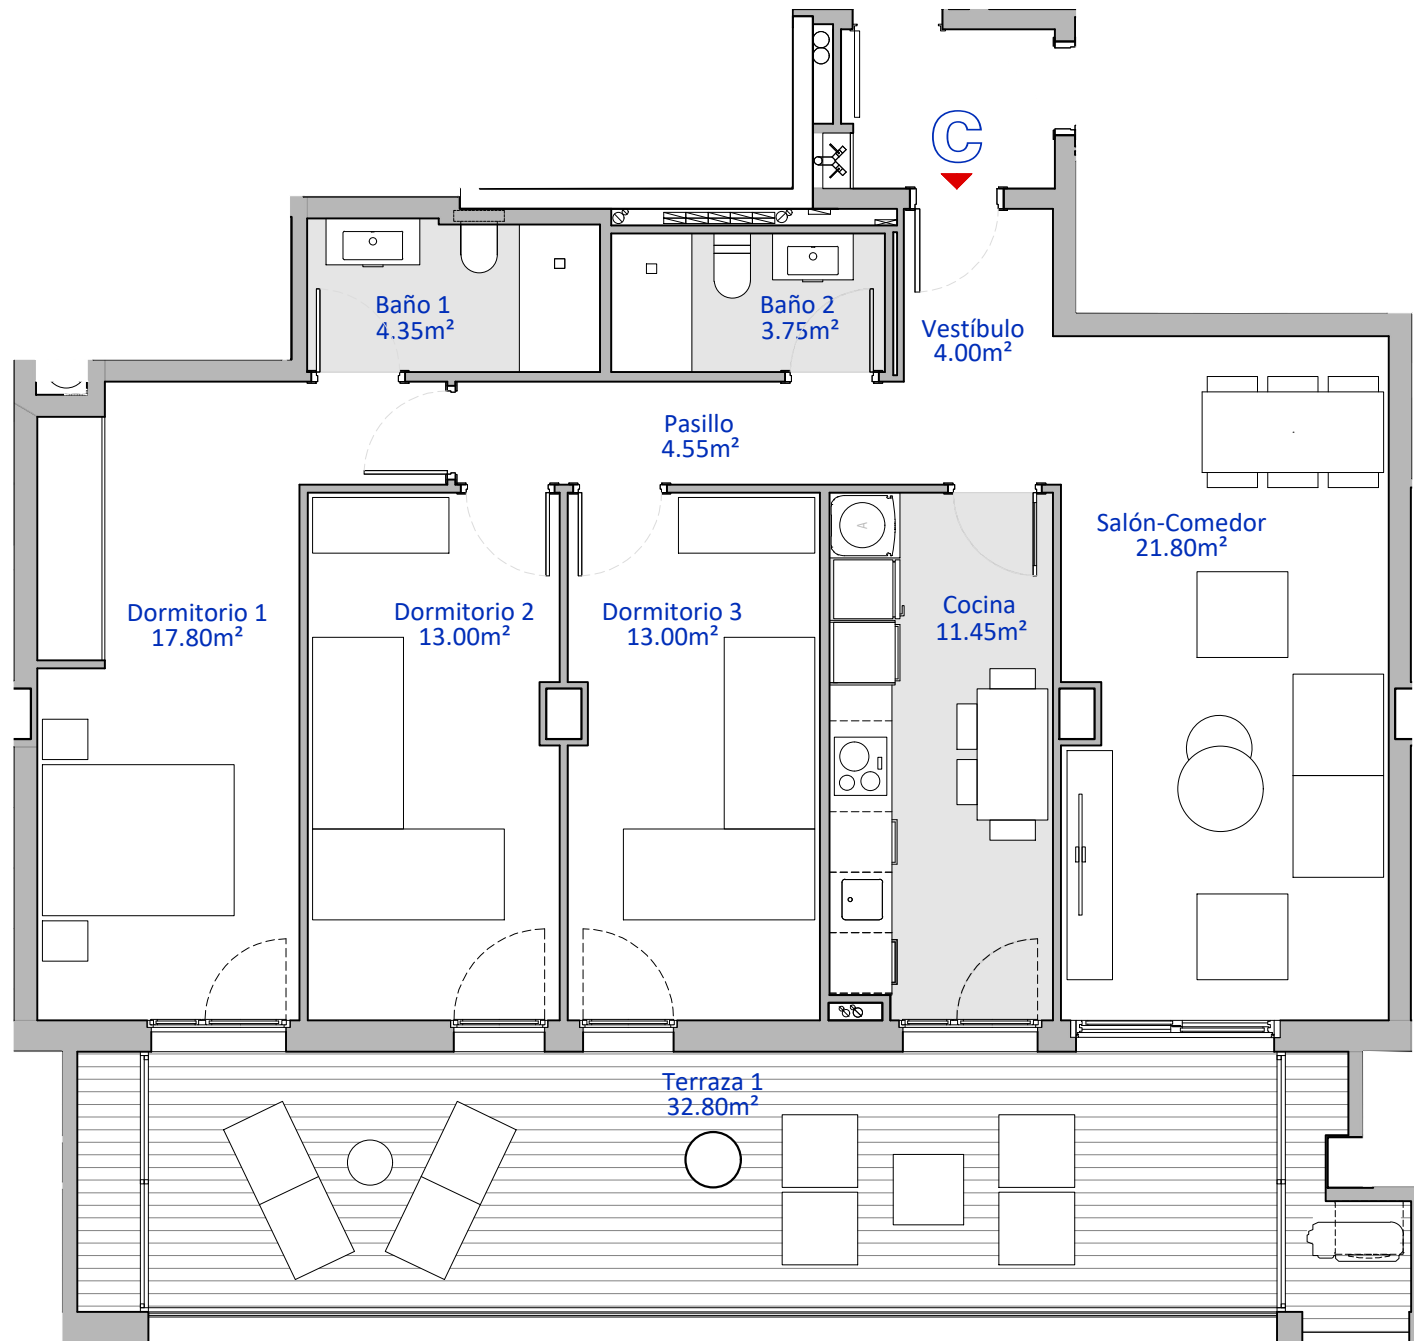 C
Baño 1
4.35m²
Baño 2
3.75m²
Vestíbulo
4.00m²
Pasillo
4.55m²
Salón-Comedor
21.80m²
Dormitorio 1
17.80m²
Dormitorio 2
13.00m²
Dormitorio 3
13.00m²
Cocina
11.45m²
A
Terraza 1
32.80m²